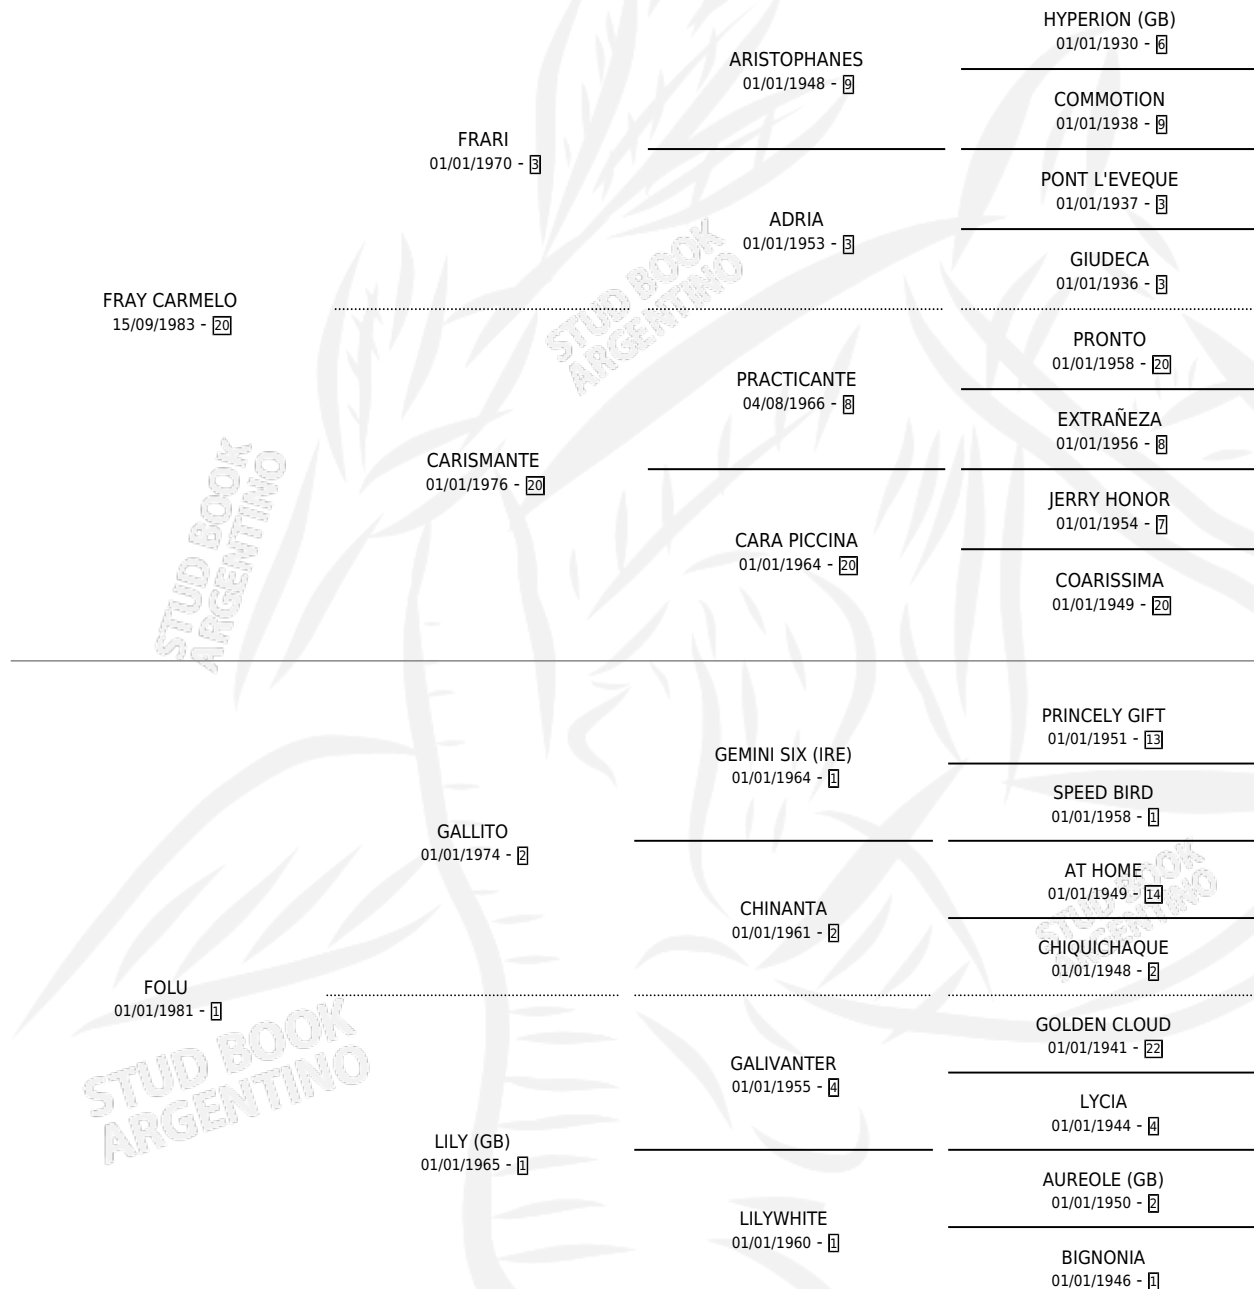 HYPERION (GB)
01/01/1930 - 6
ARISTOPHANES
01/01/1948 - 9
COMMOTION
01/01/1938 - 9
FRARI
01/01/1970 - 3
PONT L'EVEQUE
01/01/1937 - 3
ADRIA
01/01/1953 - 3
GIUDECA
01/01/1936 - 3
FRAY CARMELO
15/09/1983 - 20
PRONTO
01/01/1958 - 20
PRACTICANTE
04/08/1966 - 8
EXTRAÑEZA
01/01/1956 - 8
CARISMANTE
01/01/1976 - 20
JERRY HONOR
01/01/1954 - 7
CARA PICCINA
01/01/1964 - 20
COARISSIMA
01/01/1949 - 20
PRINCELY GIFT
01/01/1951 - 13
GEMINI SIX (IRE)
01/01/1964 - 1
SPEED BIRD
01/01/1958 - 1
GALLITO
01/01/1974 - 2
AT HOME
01/01/1949 - 14
CHINANTA
01/01/1961 - 2
CHIQUICHAQUE
01/01/1948 - 2
FOLU
01/01/1981 - 1
GOLDEN CLOUD
01/01/1941 - 22
GALIVANTER
01/01/1955 - 4
LYCIA
01/01/1944 - 4
LILY (GB)
01/01/1965 - 1
AUREOLE (GB)
01/01/1950 - 2
LILYWHITE
01/01/1960 - 1
BIGNONIA
01/01/1946 - 1
STUD BOOK
ARGENTINO
STUD BOOK
ARGENTINO
STUD BOOK
ARGENTINO
STUD BOOK
ARGENTINO